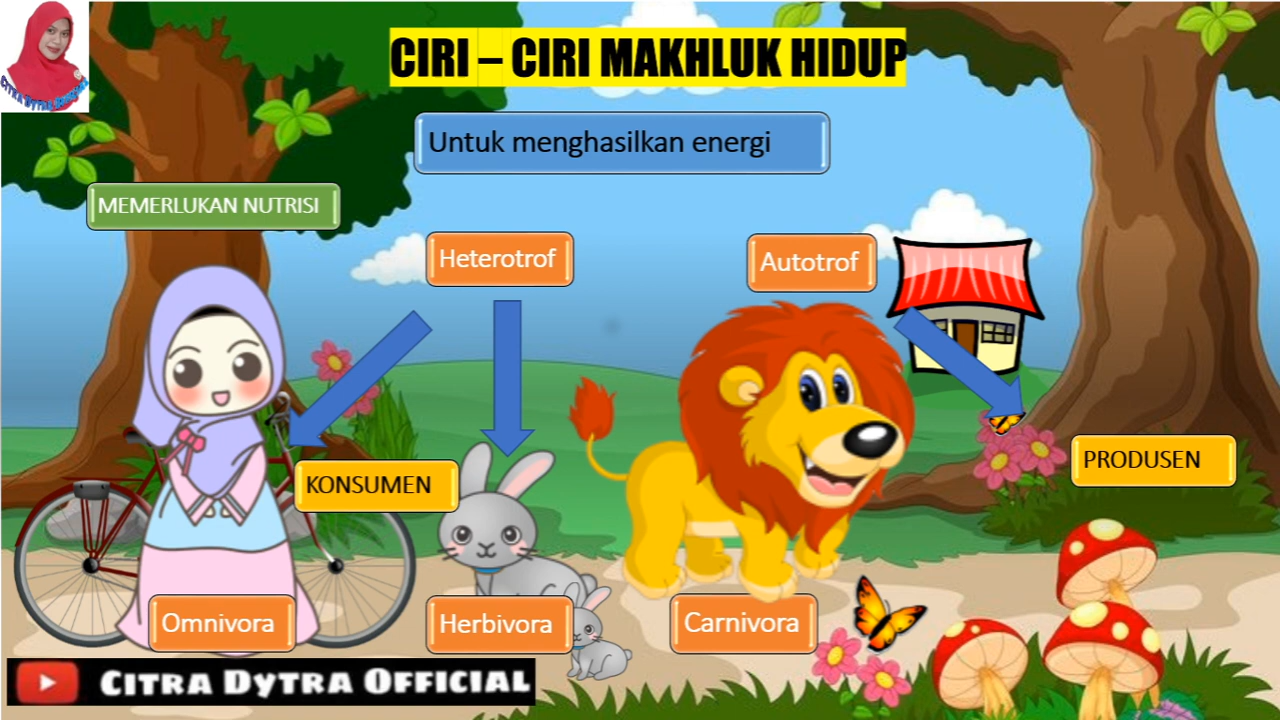 CIRI – CIRI MAKHLUK HIDUP
Untuk menghasilkan energi
MEMERLUKAN NUTRISI
Heterotrof
Autotrof
KONSUMEN
PRODUSEN
Omnivora
Herbivora
Carnivora
CITRA DYTRA OFFICIAL